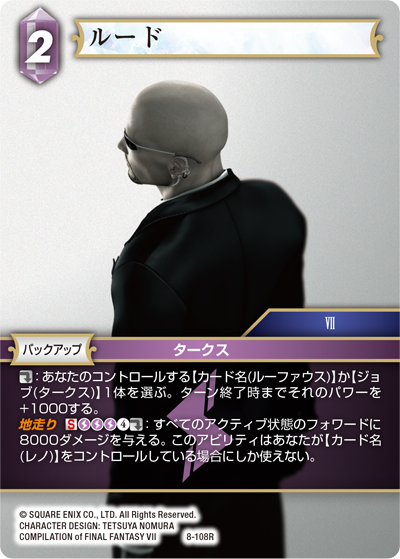 2
ルード
VII
バックアップ
タークス
：あなたのコントロールする【カード名(ルーファウス)】か【ジョ
ブ(タークス)】1体を選ぶ。ターン終了時までそれのパワーを
+1000する。
地走り S 4 ：すべてのアクティブ状態のフォワードに
8000ダメージを与える。このアビリティはあなたが【カード名
(レノ)】をコントロールしている場合にしか使えない。
© SQUARE ENIX CO., LTD. All Rights Reserved.
CHARACTER DESIGN: TETSUYA NOMURA
COMPILATION of FINAL FANTASY VII 8-108R